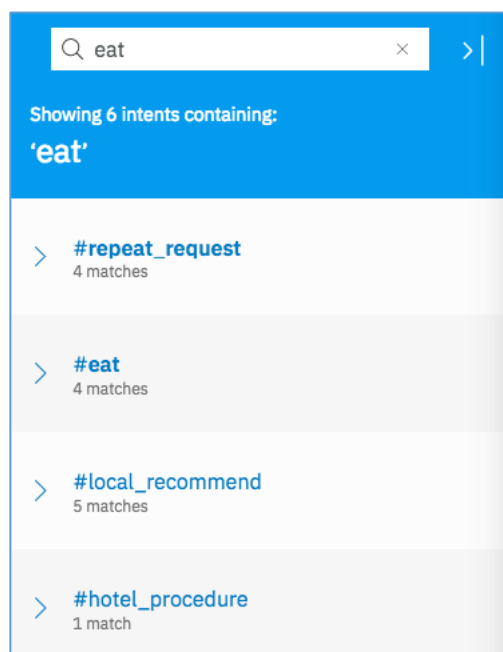 eat
Showing 6 intents containing:
‘eat’
#repeat_request
4 matches
#eat
4 matches
#local_recommend
5 matches
#hotel_procedure
1 match